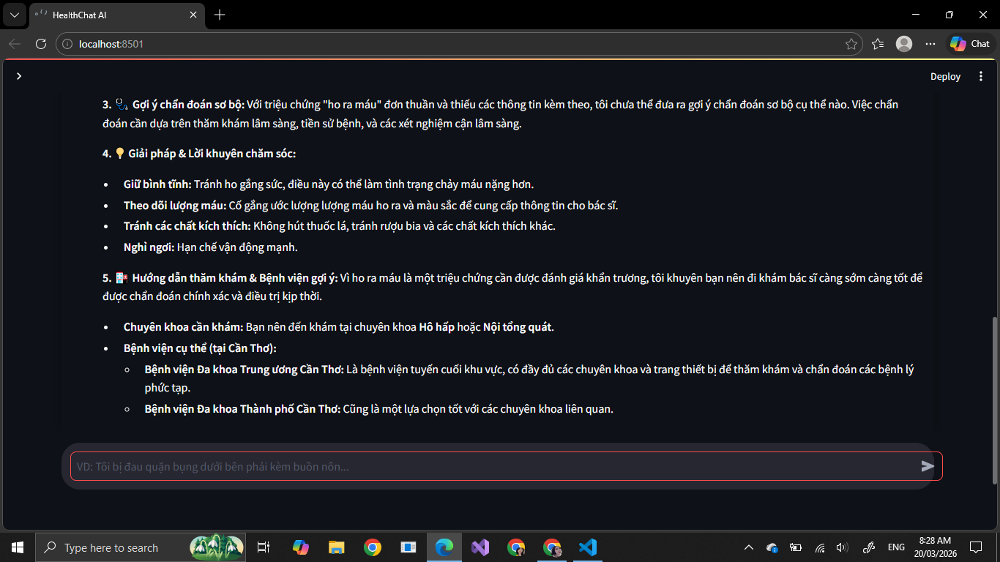 HealthChat AI
localhost:8501
Chat
Deploy
3. 🩺 Gợi ý chẩn đoán sơ bộ: Với triệu chứng "ho ra máu" đơn thuần và thiếu các thông tin kèm theo, tôi chưa thể đưa ra gợi ý chẩn đoán sơ bộ cụ thể nào. Việc chẩn
đoán cần dựa trên thăm khám lâm sàng, tiền sử bệnh, và các xét nghiệm cận lâm sàng.
4. 💡 Giải pháp & Lời khuyên chăm sóc:
• Giữ bình tĩnh: Tránh ho gắng sức, điều này có thể làm tình trạng chảy máu nặng hơn.
• Theo dõi lượng máu: Cố gắng ước lượng lượng máu ho ra và màu sắc để cung cấp thông tin cho bác sĩ.
• Tránh các chất kích thích: Không hút thuốc lá, tránh rượu bia và các chất kích thích khác.
• Nghỉ ngơi: Hạn chế vận động mạnh.
5. 🏥 Hướng dẫn thăm khám & Bệnh viện gợi ý: Vì ho ra máu là một triệu chứng cần được đánh giá khẩn trương, tôi khuyên bạn nên đi khám bác sĩ càng sớm càng tốt để
được chẩn đoán chính xác và điều trị kịp thời.
• Chuyên khoa cần khám: Bạn nên đến khám tại chuyên khoa Hô hấp hoặc Nội tổng quát.
• Bệnh viện cụ thể (tại Cần Thơ):
○ Bệnh viện Đa khoa Trung ương Cần Thơ: Là bệnh viện tuyến cuối khu vực, có đầy đủ các chuyên khoa và trang thiết bị để thăm khám và chẩn đoán các bệnh lý
phức tạp.
○ Bệnh viện Đa khoa Thành phố Cần Thơ: Cũng là một lựa chọn tốt với các chuyên khoa liên quan.
VD: Tôi bị đau quặn bụng dưới bên phải kèm buồn nôn...
Type here to search
ENG
8:28 AM
20/03/2026